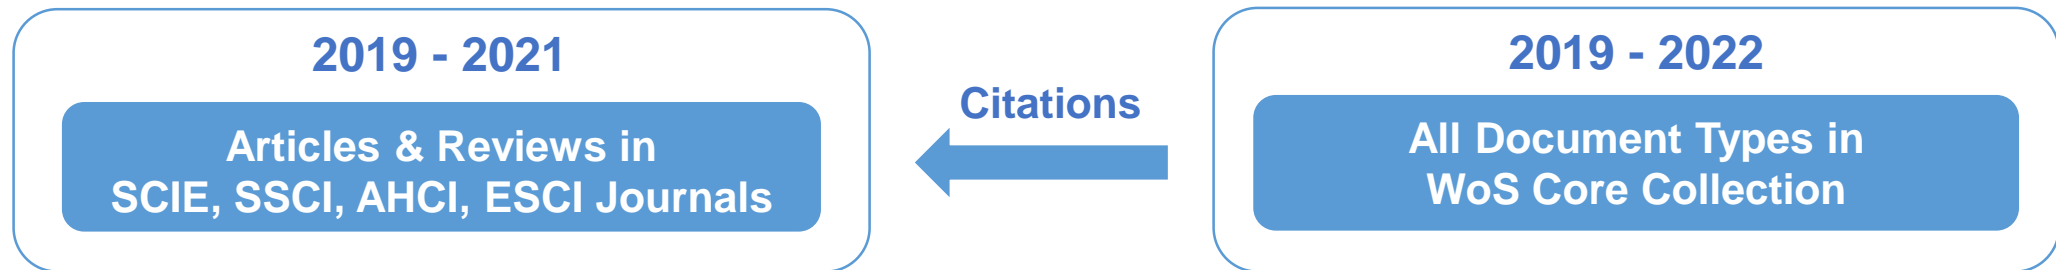 2019 - 2021
Articles & Reviews in
SCIE, SSCI, AHCI, ESCI Journals
Citations
2019 - 2022
All Document Types in
WoS Core Collection